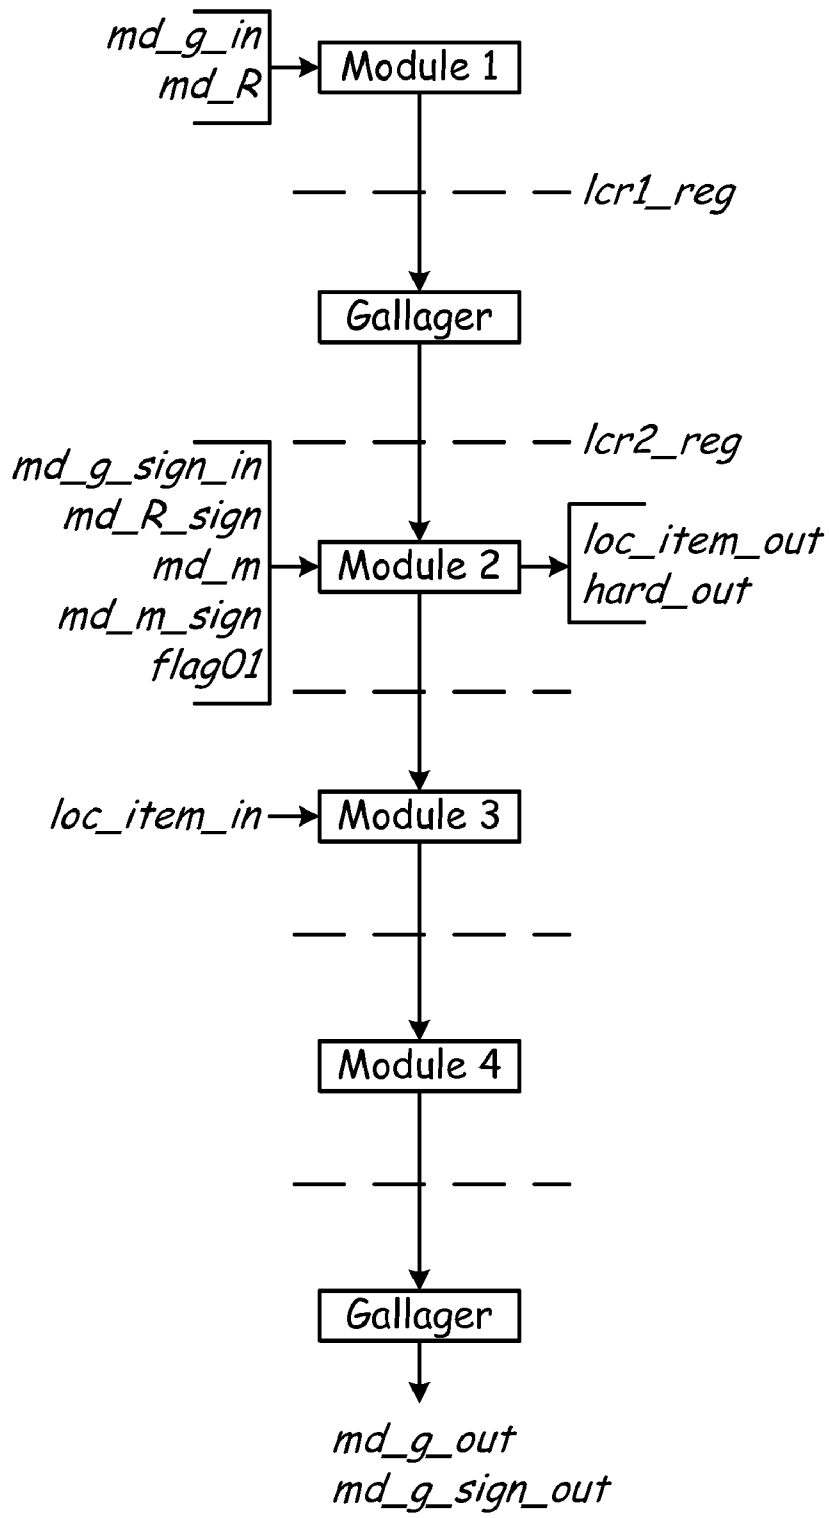 md_g_in
md_R
Module 1
lcr1_reg
Gallager
lcr2_reg
md_g_sign_in
md_R_sign
md_m
md_m_sign
flag01
Module 2
loc_item_out
hard_out
loc_item_in
Module 3
Module 4
Gallager
md_g_out
md_g_sign_out